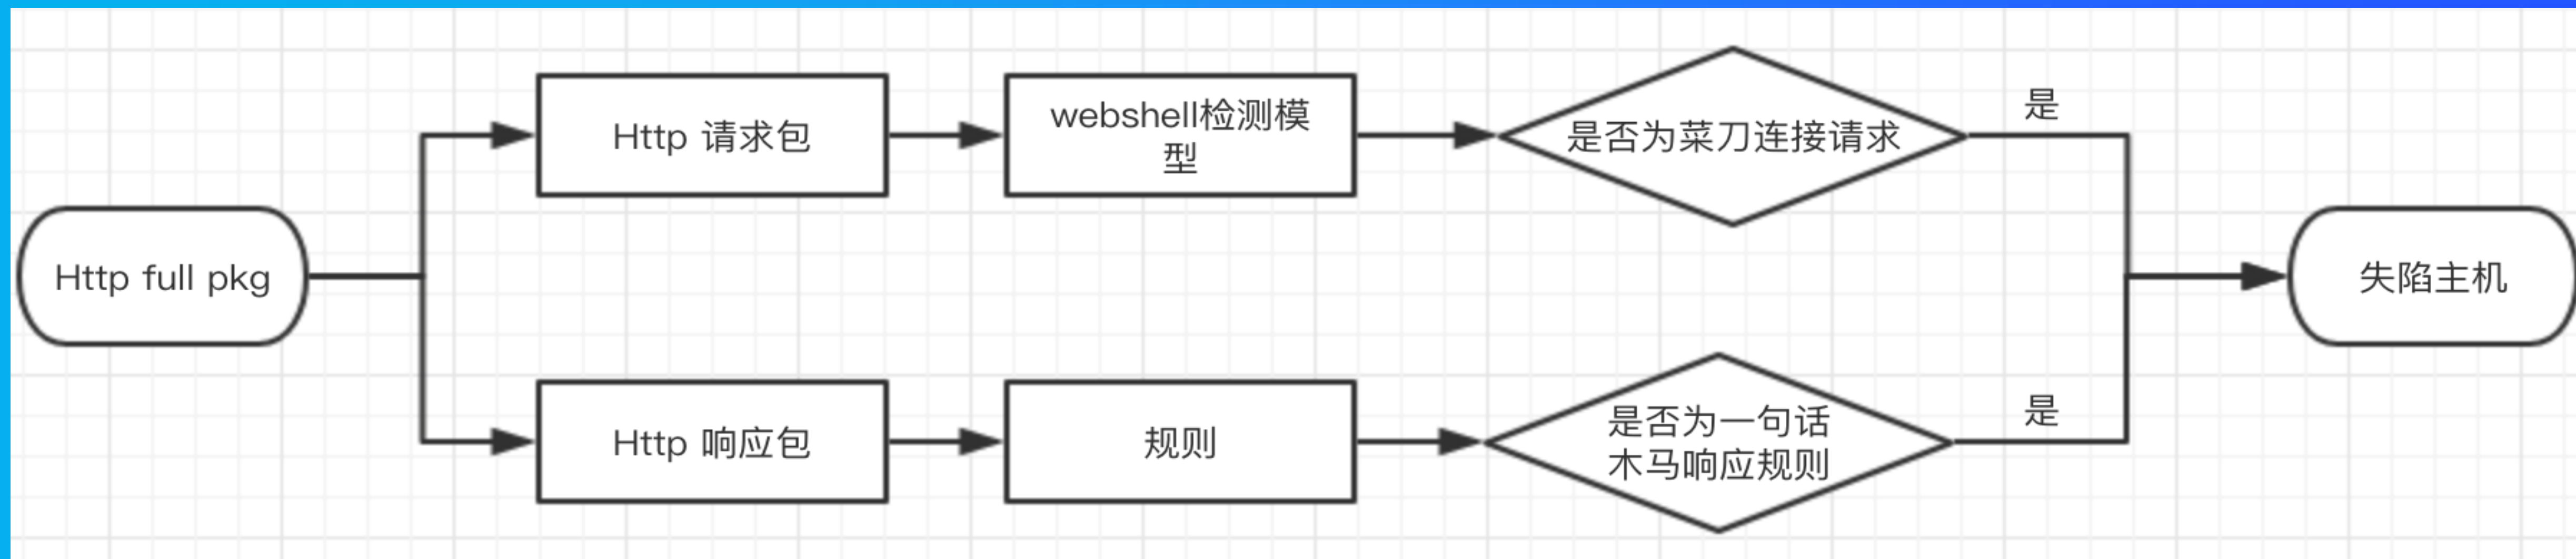 Http full pkg
Http 请求包
webshell检测模
型
是否为菜刀连接请求
是
Http 响应包
规则
是否为一句话
木马响应规则
是
失陷主机